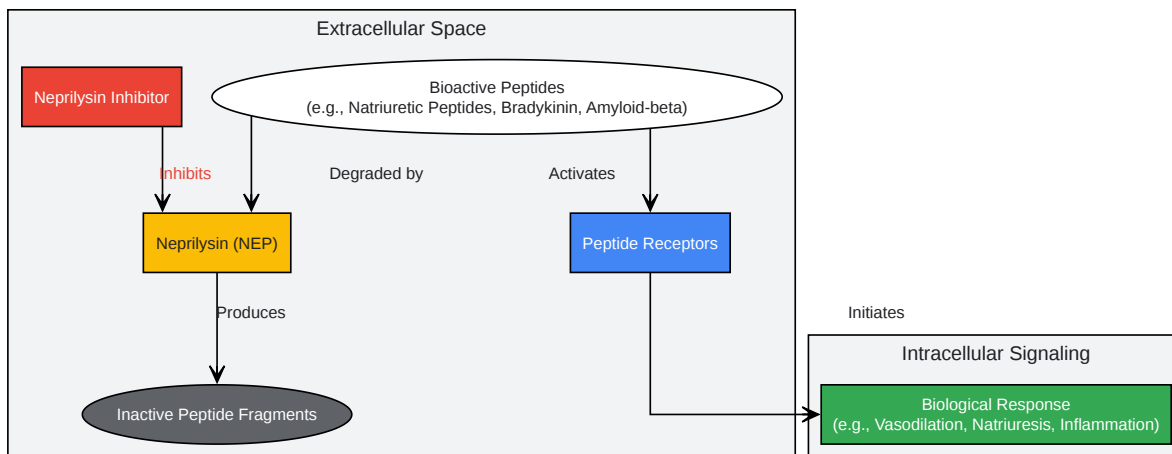 Extracellular Space
Neprilysin Inhibitor
Bioactive Peptides
(e.g., Natriuretic Peptides, Bradykinin, Amyloid-beta)
Inhibits
Degraded by
Activates
Neprilysin (NEP)
Peptide Receptors
Produces
Initiates
Intracellular Signaling
Inactive Peptide Fragments
Biological Response
(e.g., Vasodilation, Natriuresis, Inflammation)